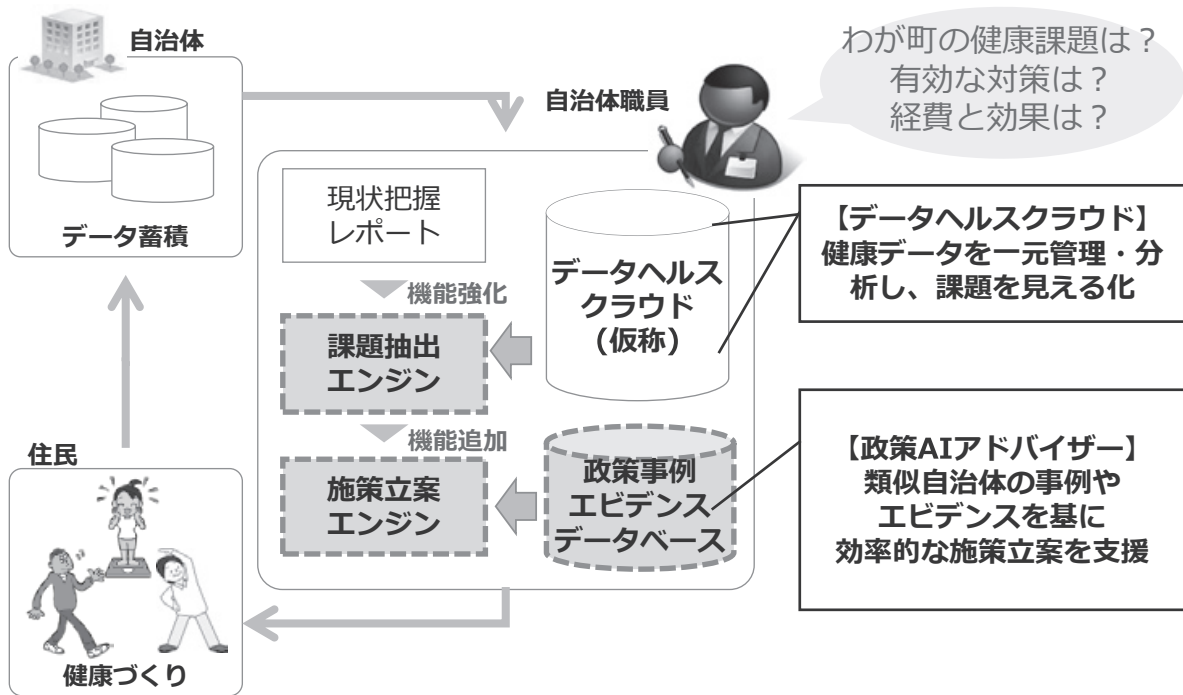 自治体
データ蓄積
自治体職員
わが町の健康課題は？
有効な対策は？
経費と効果は？
現状把握
レポート
機能強化
課題抽出
エンジン
機能追加
施策立案
エンジン
データヘルス
クラウド
（仮称）
政策事例
エビデンス
データベース
【データヘルスクラウド】
健康データを一元管理・分
析し、課題を見える化
【政策AIアドバイザー】
類似自治体の事例や
エビデンスを基に
効率的な施策立案を支援
住民
健康づくり